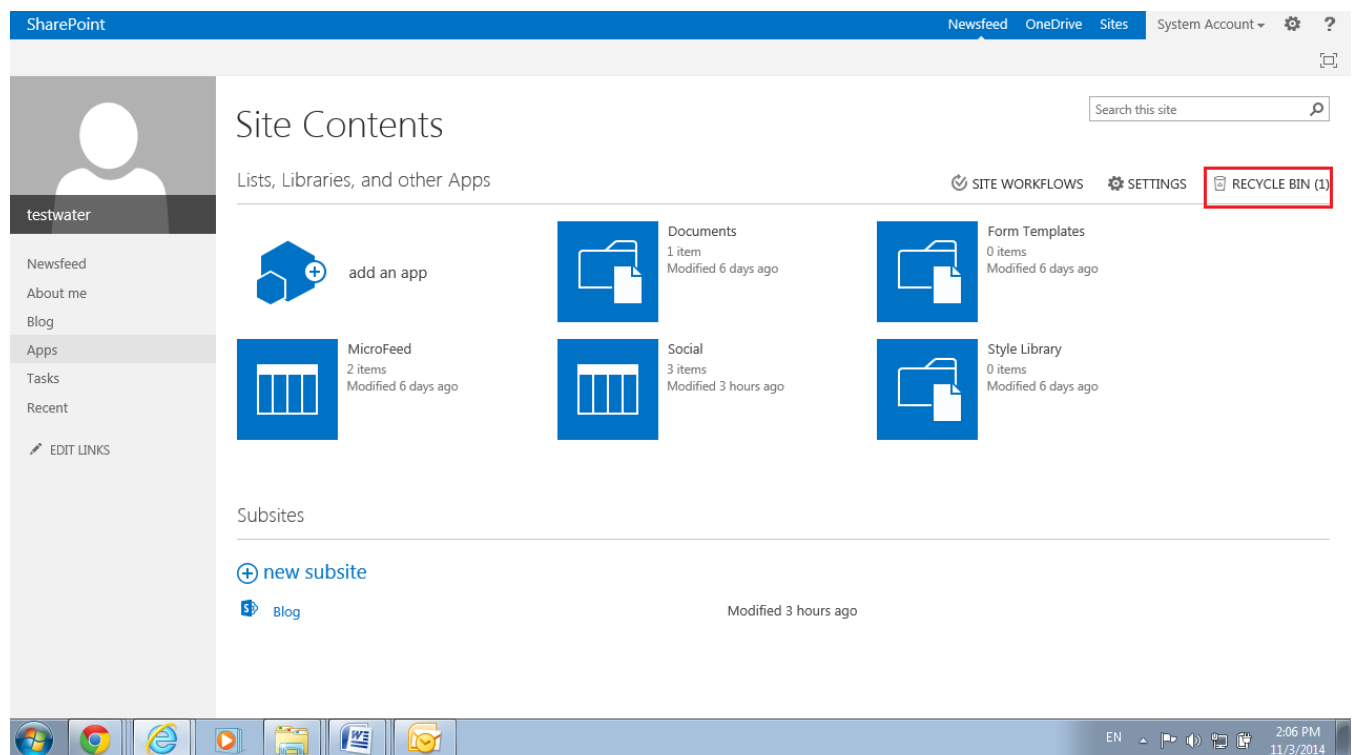 SharePoint
Newsfeed OneDrive Sites System Account ?
Search this site
Site Contents
Lists, Libraries, and other Apps
SITE WORKFLOWS SETTINGS RECYCLE BIN (1)
testwater
Newsfeed
About me
Blog
Apps
Tasks
Recent
EDIT LINKS
add an app
Documents
1 item
Modified 6 days ago
Form Templates
0 items
Modified 6 days ago
MicroFeed
2 items
Modified 6 days ago
Social
3 items
Modified 3 hours ago
Style Library
0 items
Modified 6 days ago
Subsites
new subsite
S Blog Modified 3 hours ago
W
EN 2:06 PM
11/3/2014